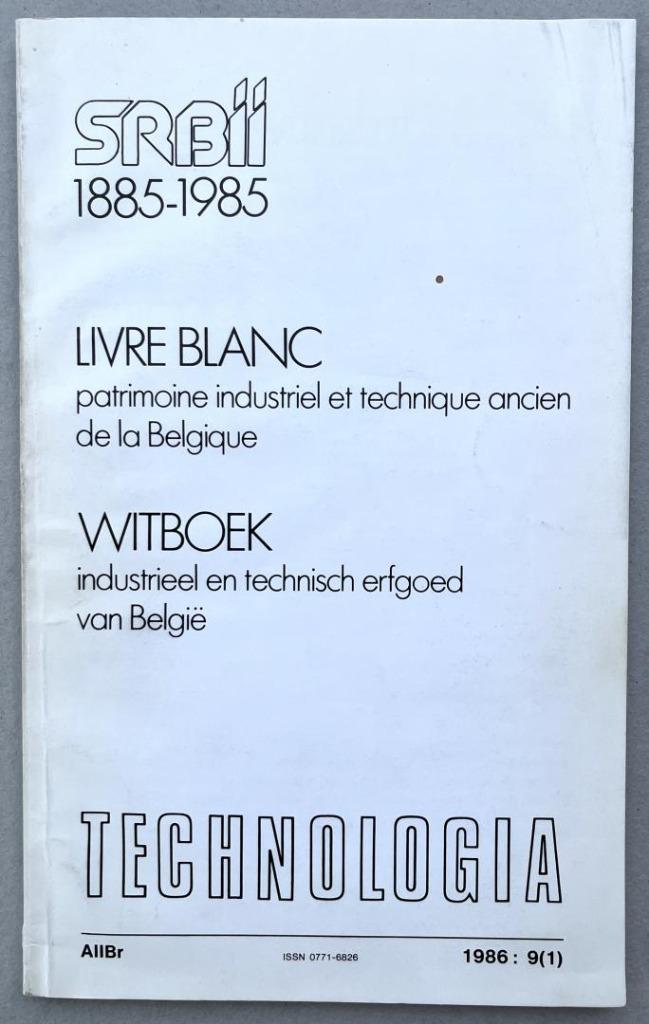 SRBii
1885-1985
LIVRE BLANC
patrimoine industriel et technique ancien
de la Belgique
WITBOEK
industrieel en technisch erfgoed
van België
TECHNOLOGIA
AIIBr
ISSN 0771-6826
1986: 9(1)